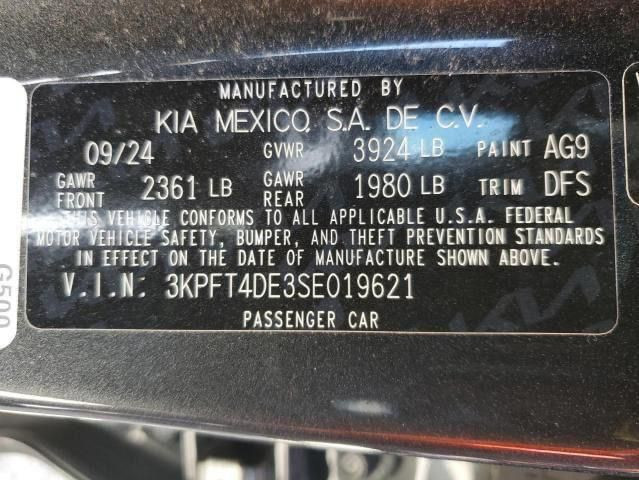 MANUFACTURED BY
KIA MEXICO, S.A. DE C.V.
09/24 GVWR 3924 LB PAINT AG9
GAWR FRONT 2361 LB GAWR REAR 1980 LB TRIM DFS
THIS VEHICLE CONFORMS TO ALL APPLICABLE U.S.A. FEDERAL
MOTOR VEHICLE SAFETY, BUMPER, AND THEFT PREVENTION STANDARDS
IN EFFECT ON THE DATE OF MANUFACTURE SHOWN ABOVE.
V.I.N: 3KPFT4DE3SE019621
PASSENGER CAR
G500